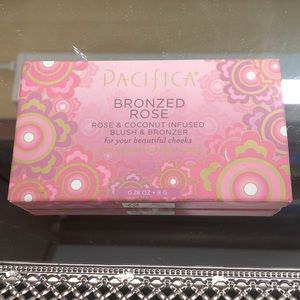 PACIFICA®
BRONZED
ROSE
ROSE & COCONUT INFUSED
BLUSH & BRONZER
for your beautiful cheeks
0.28 OZ • 8 G